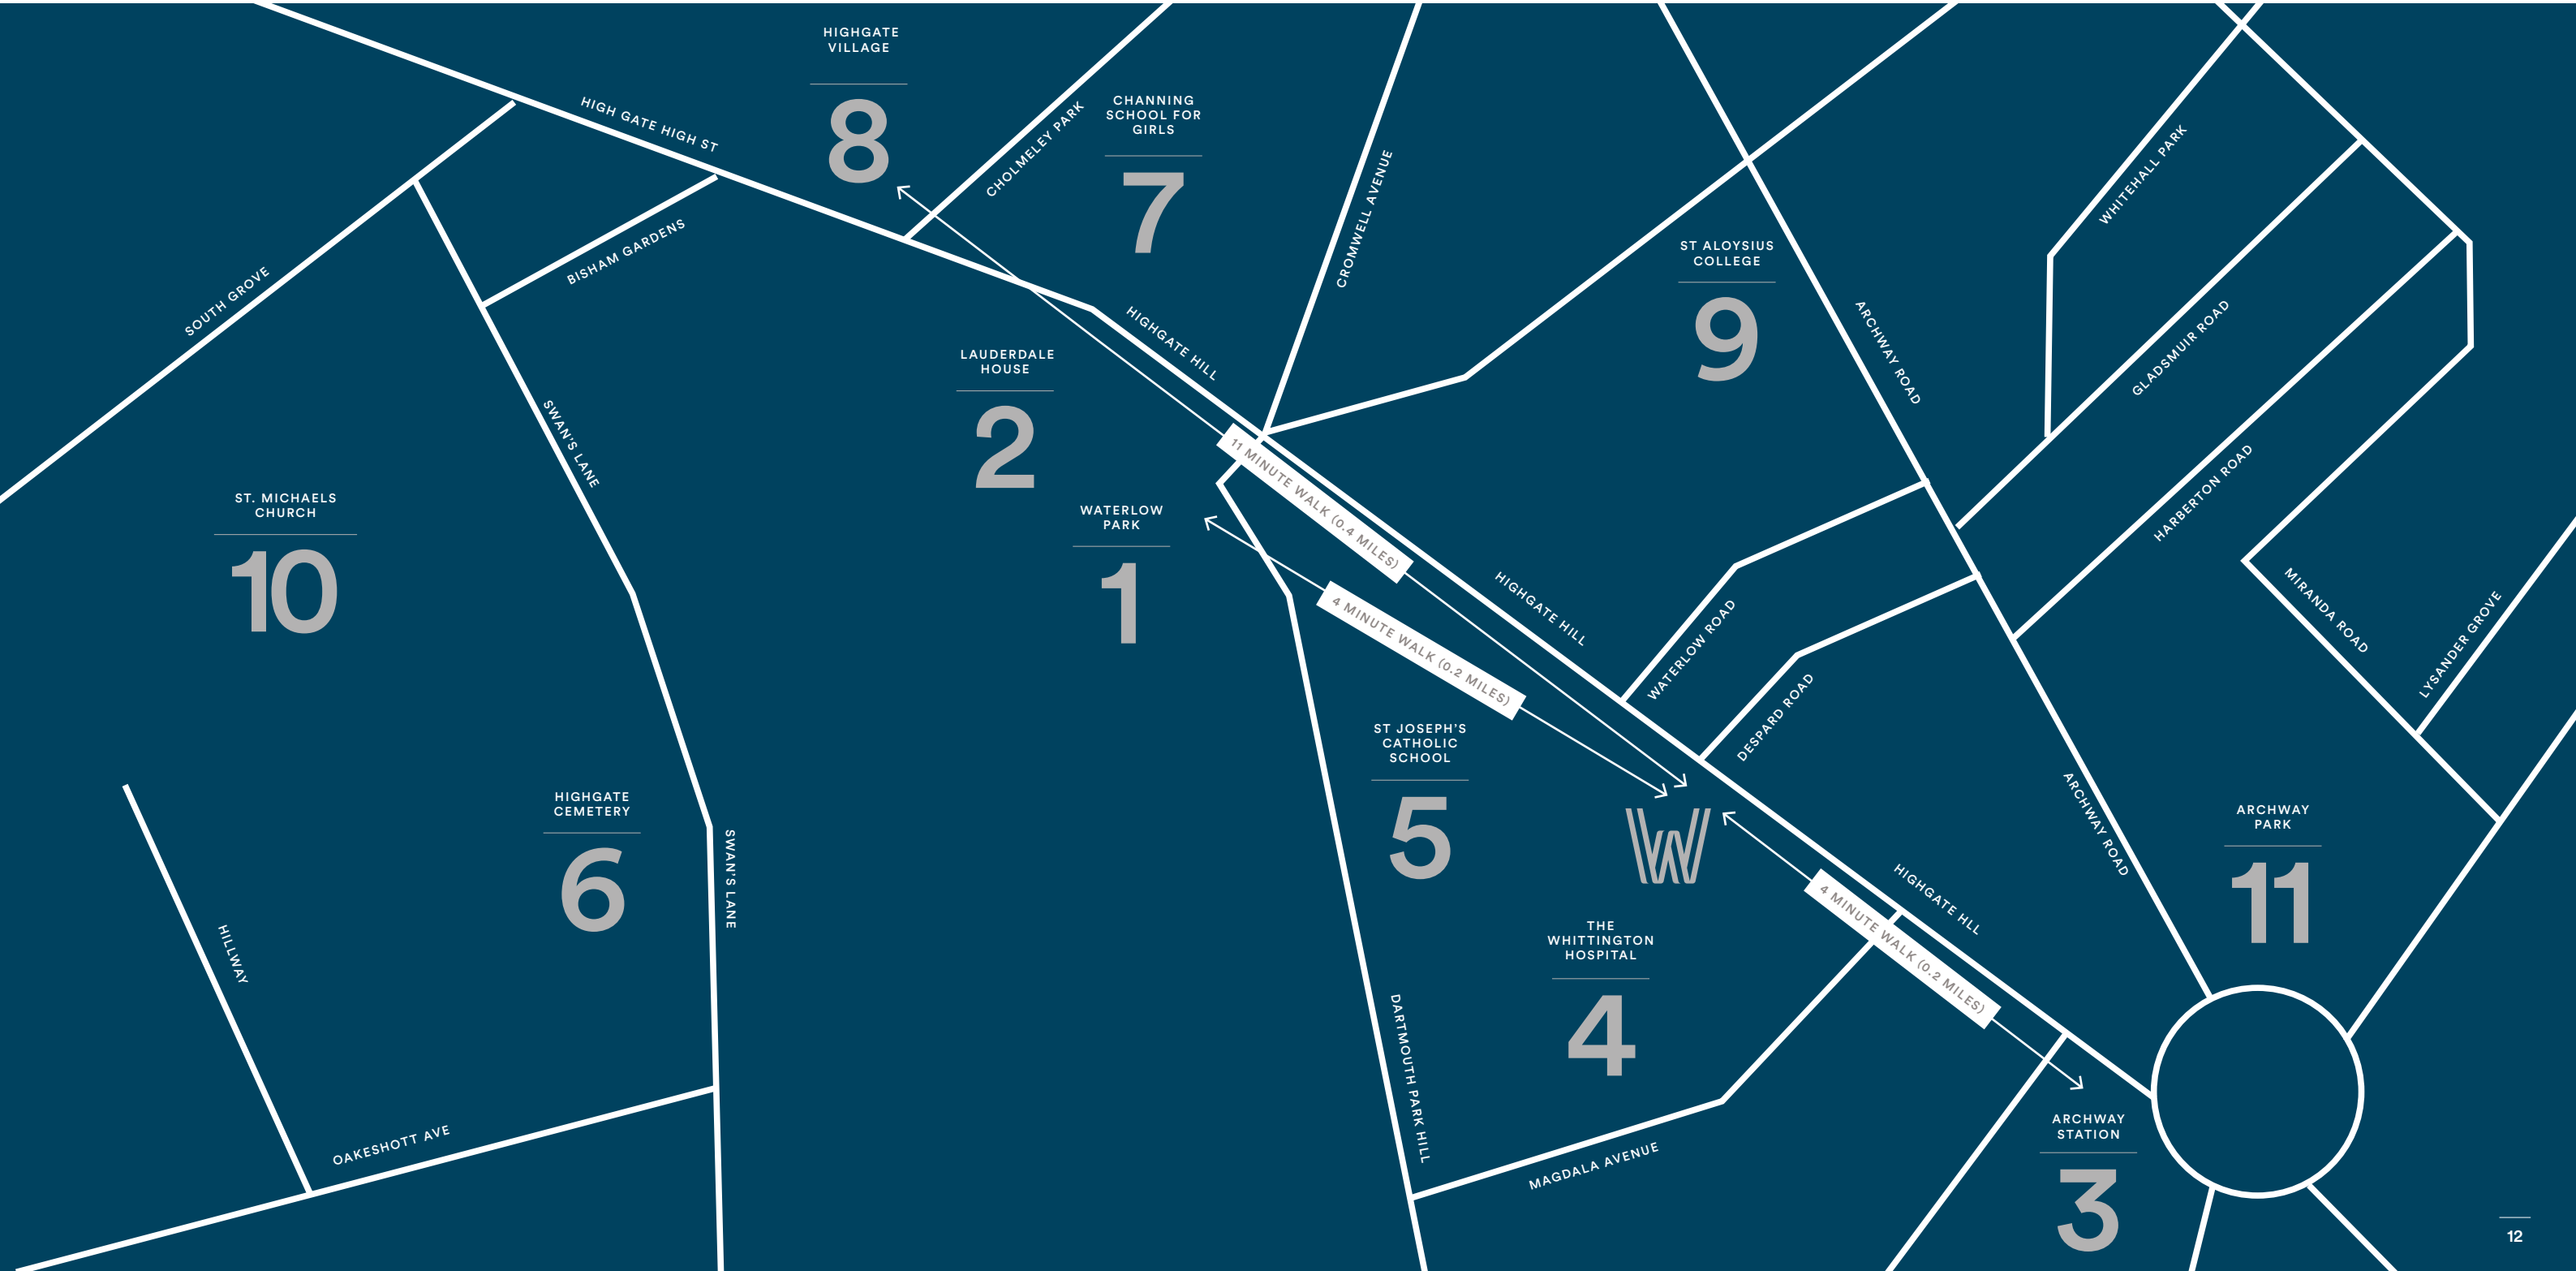 HIGHGATE
VILLAGE
8
HIGH GATE HIGH ST
CHOLMELEY PARK
CHANNING
SCHOOL FOR
GIRLS
7
CROMWELL AVENUE
WHITEHALL PARK
BISHAM GARDENS
SOUTH GROVE
ST ALOYSIUS
COLLEGE
9
HIGHGATE HILL
ARCHWAY ROAD
GLADSMUIR ROAD
LAUDERDALE
HOUSE
2
SWAN'S LANE
11 MINUTE WALK (0.4 MILES)
HARBERTON ROAD
ST. MICHAELS
CHURCH
10
WATERLOW
PARK
1
HIGHGATE HILL
4 MINUTE WALK (0.2 MILES)
WATERLOW ROAD
MIRANDA ROAD
LYSANDER GROVE
DESPARD ROAD
ST JOSEPH'S
CATHOLIC
SCHOOL
5
W
HIGHGATE
CEMETERY
6
SWAN'S LANE
ARCHWAY ROAD
ARCHWAY
PARK
11
HIGHGATE HLL
4 MINUTE WALK (0.2 MILES)
HILLWAY
THE
WHITTINGTON
HOSPITAL
4
DARTMOUTH PARK HILL
OAKESHOTT AVE
MAGDALA AVENUE
ARCHWAY
STATION
3
12